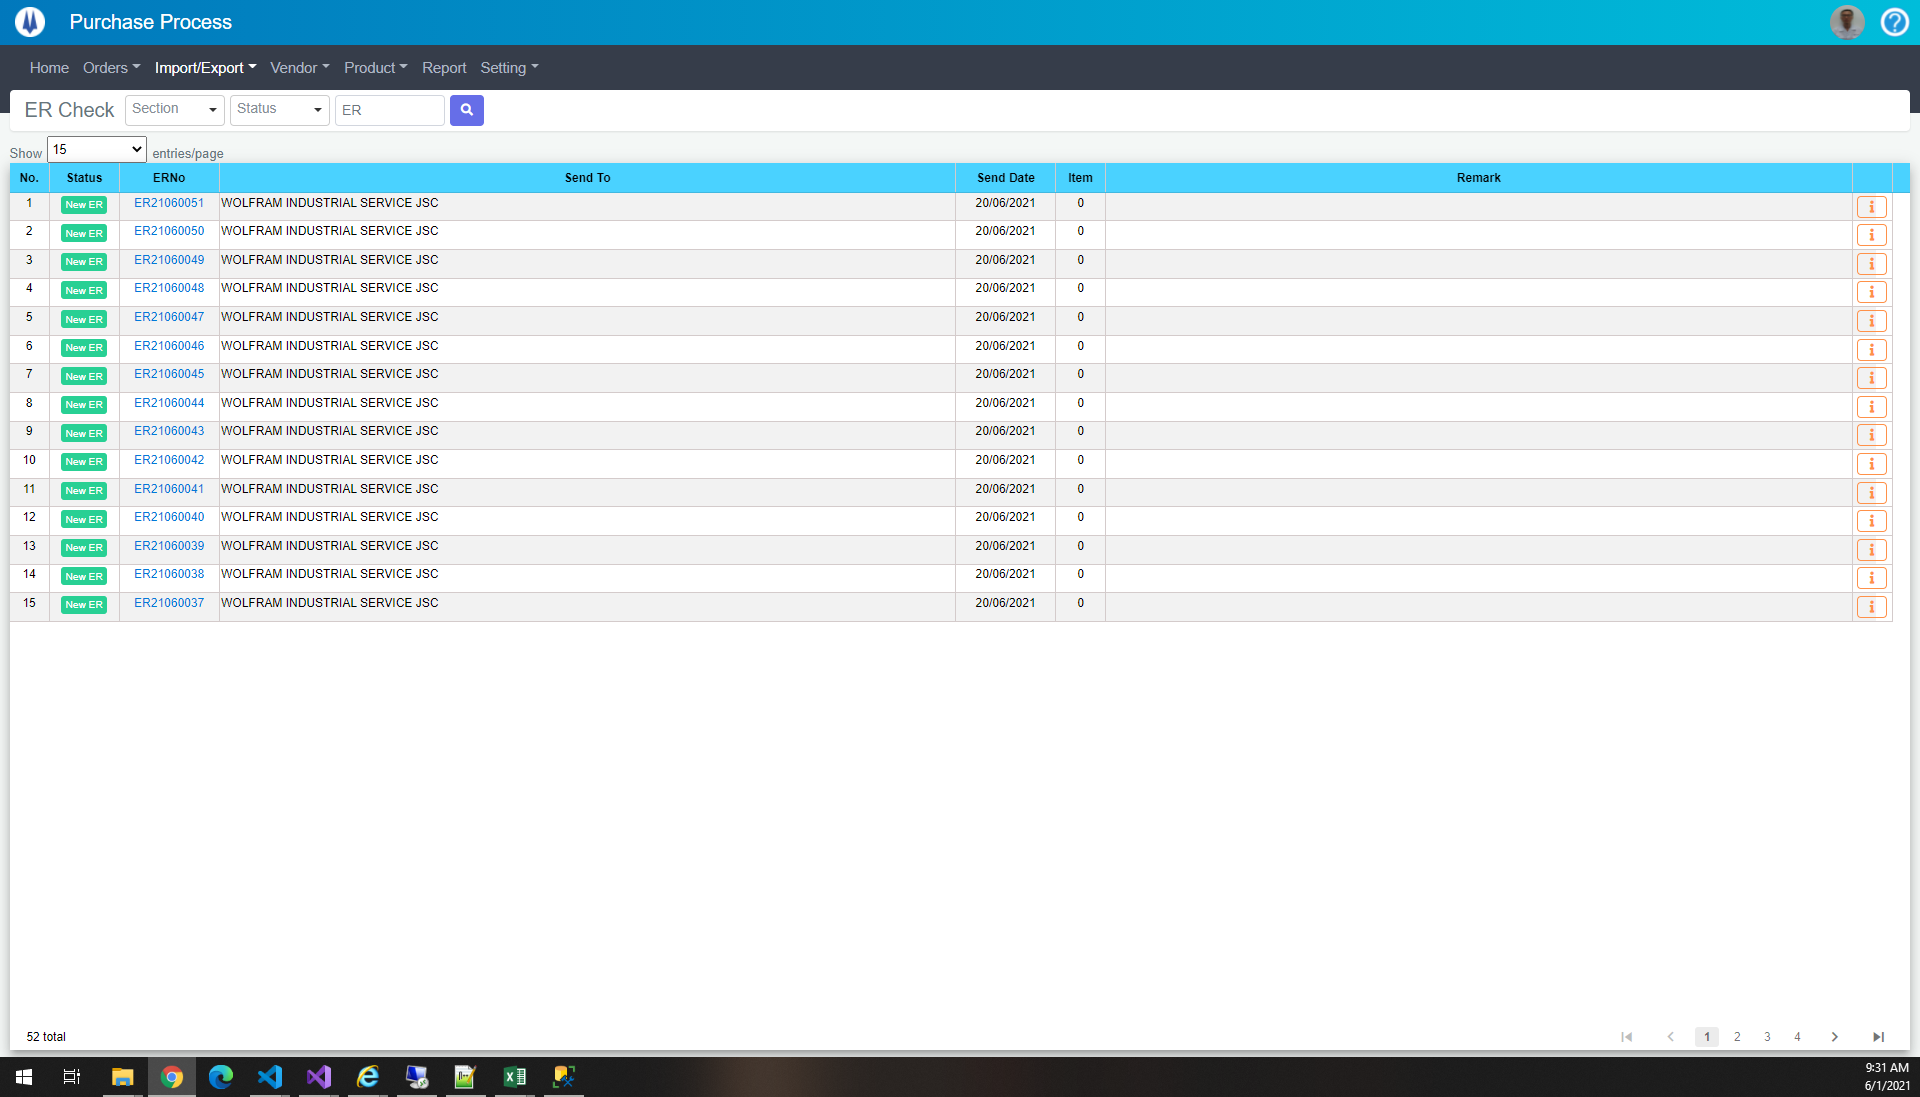 Purchase Process
Home Orders Import/Export Vendor Product Report Setting
ER Check Section Status ER
Show 15 entries/page
No. Status ERNo Send To Send Date Item Remark
1 New ER ER21060051 WOLFRAM INDUSTRIAL SERVICE JSC 20/06/2021 0
2 New ER ER21060050 WOLFRAM INDUSTRIAL SERVICE JSC 20/06/2021 0
3 New ER ER21060049 WOLFRAM INDUSTRIAL SERVICE JSC 20/06/2021 0
4 New ER ER21060048 WOLFRAM INDUSTRIAL SERVICE JSC 20/06/2021 0
5 New ER ER21060047 WOLFRAM INDUSTRIAL SERVICE JSC 20/06/2021 0
6 New ER ER21060046 WOLFRAM INDUSTRIAL SERVICE JSC 20/06/2021 0
7 New ER ER21060045 WOLFRAM INDUSTRIAL SERVICE JSC 20/06/2021 0
8 New ER ER21060044 WOLFRAM INDUSTRIAL SERVICE JSC 20/06/2021 0
9 New ER ER21060043 WOLFRAM INDUSTRIAL SERVICE JSC 20/06/2021 0
10 New ER ER21060042 WOLFRAM INDUSTRIAL SERVICE JSC 20/06/2021 0
11 New ER ER21060041 WOLFRAM INDUSTRIAL SERVICE JSC 20/06/2021 0
12 New ER ER21060040 WOLFRAM INDUSTRIAL SERVICE JSC 20/06/2021 0
13 New ER ER21060039 WOLFRAM INDUSTRIAL SERVICE JSC 20/06/2021 0
14 New ER ER21060038 WOLFRAM INDUSTRIAL SERVICE JSC 20/06/2021 0
15 New ER ER21060037 WOLFRAM INDUSTRIAL SERVICE JSC 20/06/2021 0
52 total 1 2 3 4
9:31 AM
6/1/2021